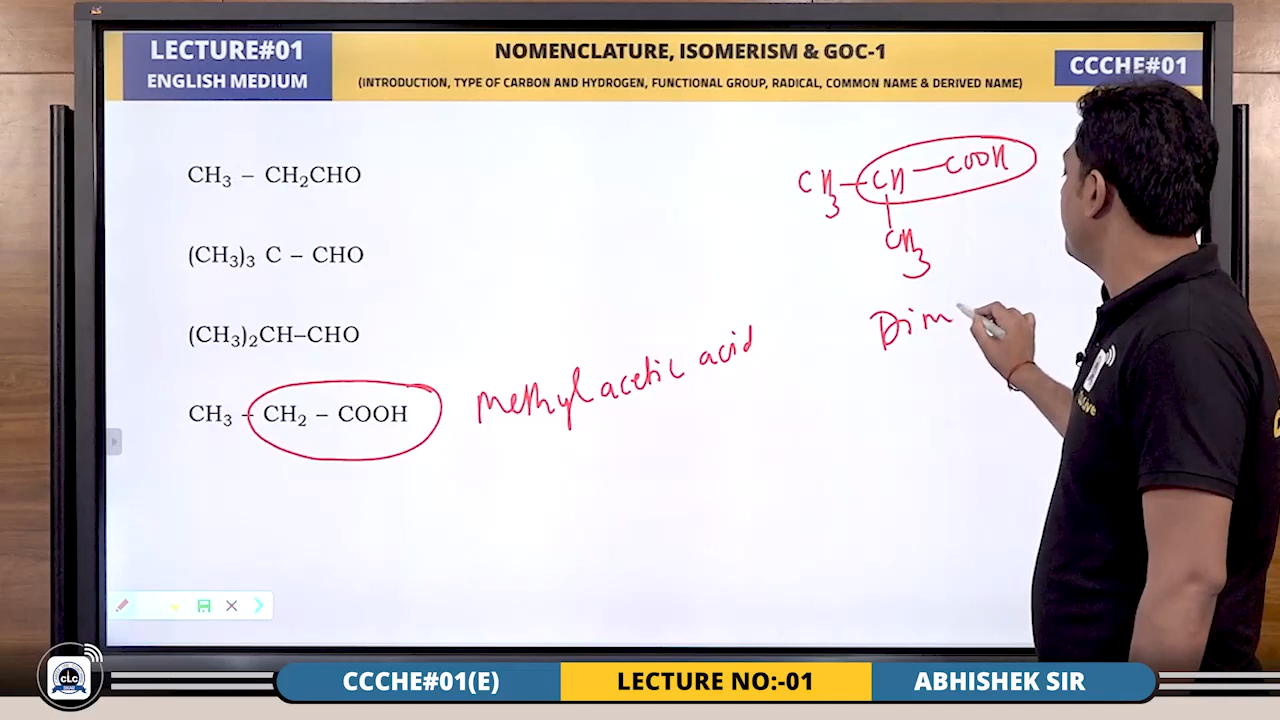 LECTURE#01
ENGLISH MEDIUM
NOMENCLATURE, ISOMERISM & GOC-1
(INTRODUCTION, TYPE OF CARBON AND HYDROGEN, FUNCTIONAL GROUP, RADICAL, COMMON NAME & DERIVED NAME)
CCCHE#01
CH₃ – CH₂CHO
(CH₃)₃ C – CHO
(CH₃)₂CH–CHO
CH₃ – CH₂ – COOH
Methyl acetic acid
CH₃–CH–COOH
CH₃
Dim
CLC
CCCHE#01(E)
LECTURE NO:-01
ABHISHEK SIR